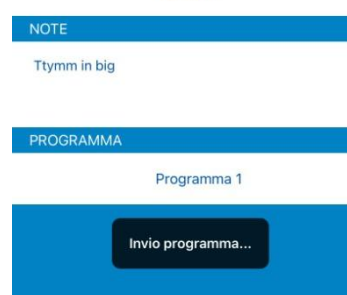 NOTE
Ttymm in big
PROGRAMMA
Programma 1
Invio programma...